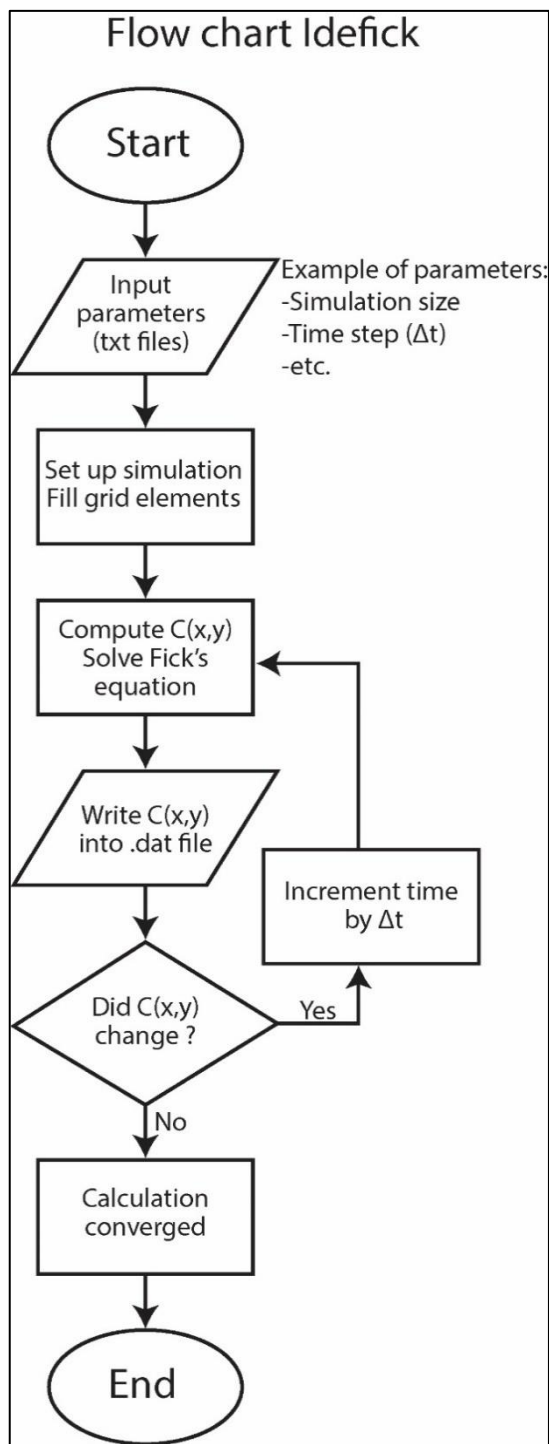 Flow chart Idefick
Start
Input
parameters
(txt files)
Example of parameters:
-Simulation size
-Time step (Δt)
-etc.
Set up simulation
Fill grid elements
Compute C(x,y)
Solve Fick's
equation
Write C(x,y)
into .dat file
Increment time
by Δt
Did C(x,y)
change ?
Yes
No
Calculation
converged
End